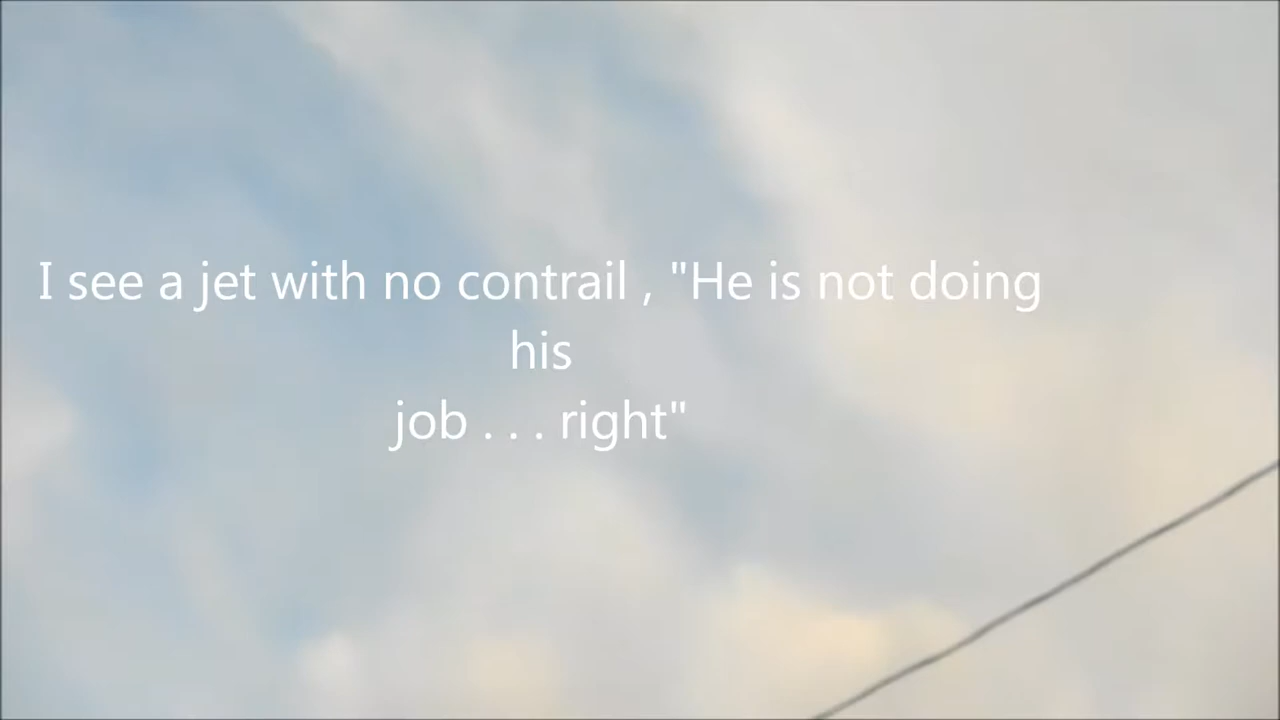 I see a jet with no contrail , "He is not doing
his
job . . . right"